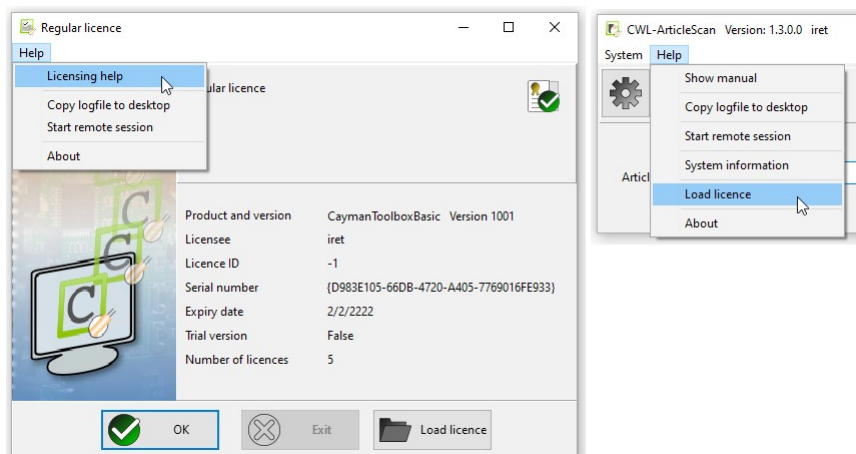 Regular licence
Help
Licensing help
Copy logfile to desktop
Start remote session
About
ular licence
Product and version CaymanToolboxBasic Version 1001
Licensee iret
Licence ID -1
Serial number {D983E105-66DB-4720-A405-7769016FE933}
Expiry date 2/2/2222
Trial version False
Number of licences 5
OK Exit Load licence
CWL-ArticleScan Version: 1.3.0.0 iret
System Help
Show manual
Copy logfile to desktop
Start remote session
System information
Articl
Load licence
About